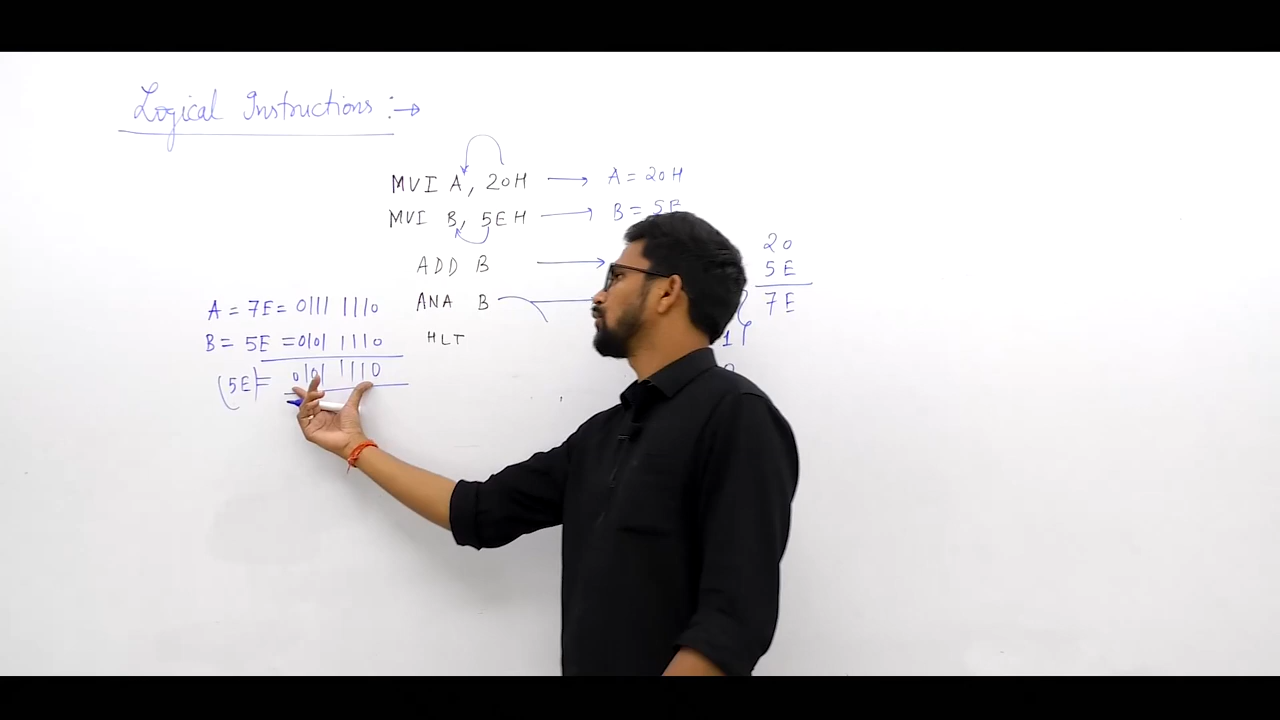 Logical Instructions :→
MVI A, 20H → A = 20H
MVI B, 5EH → B = 5E
ADD B →
ANA B
HLT
20
5E
7E
A = 7E = 0111 1110
B = 5E = 0101 1110
(5E) = 0101 1110